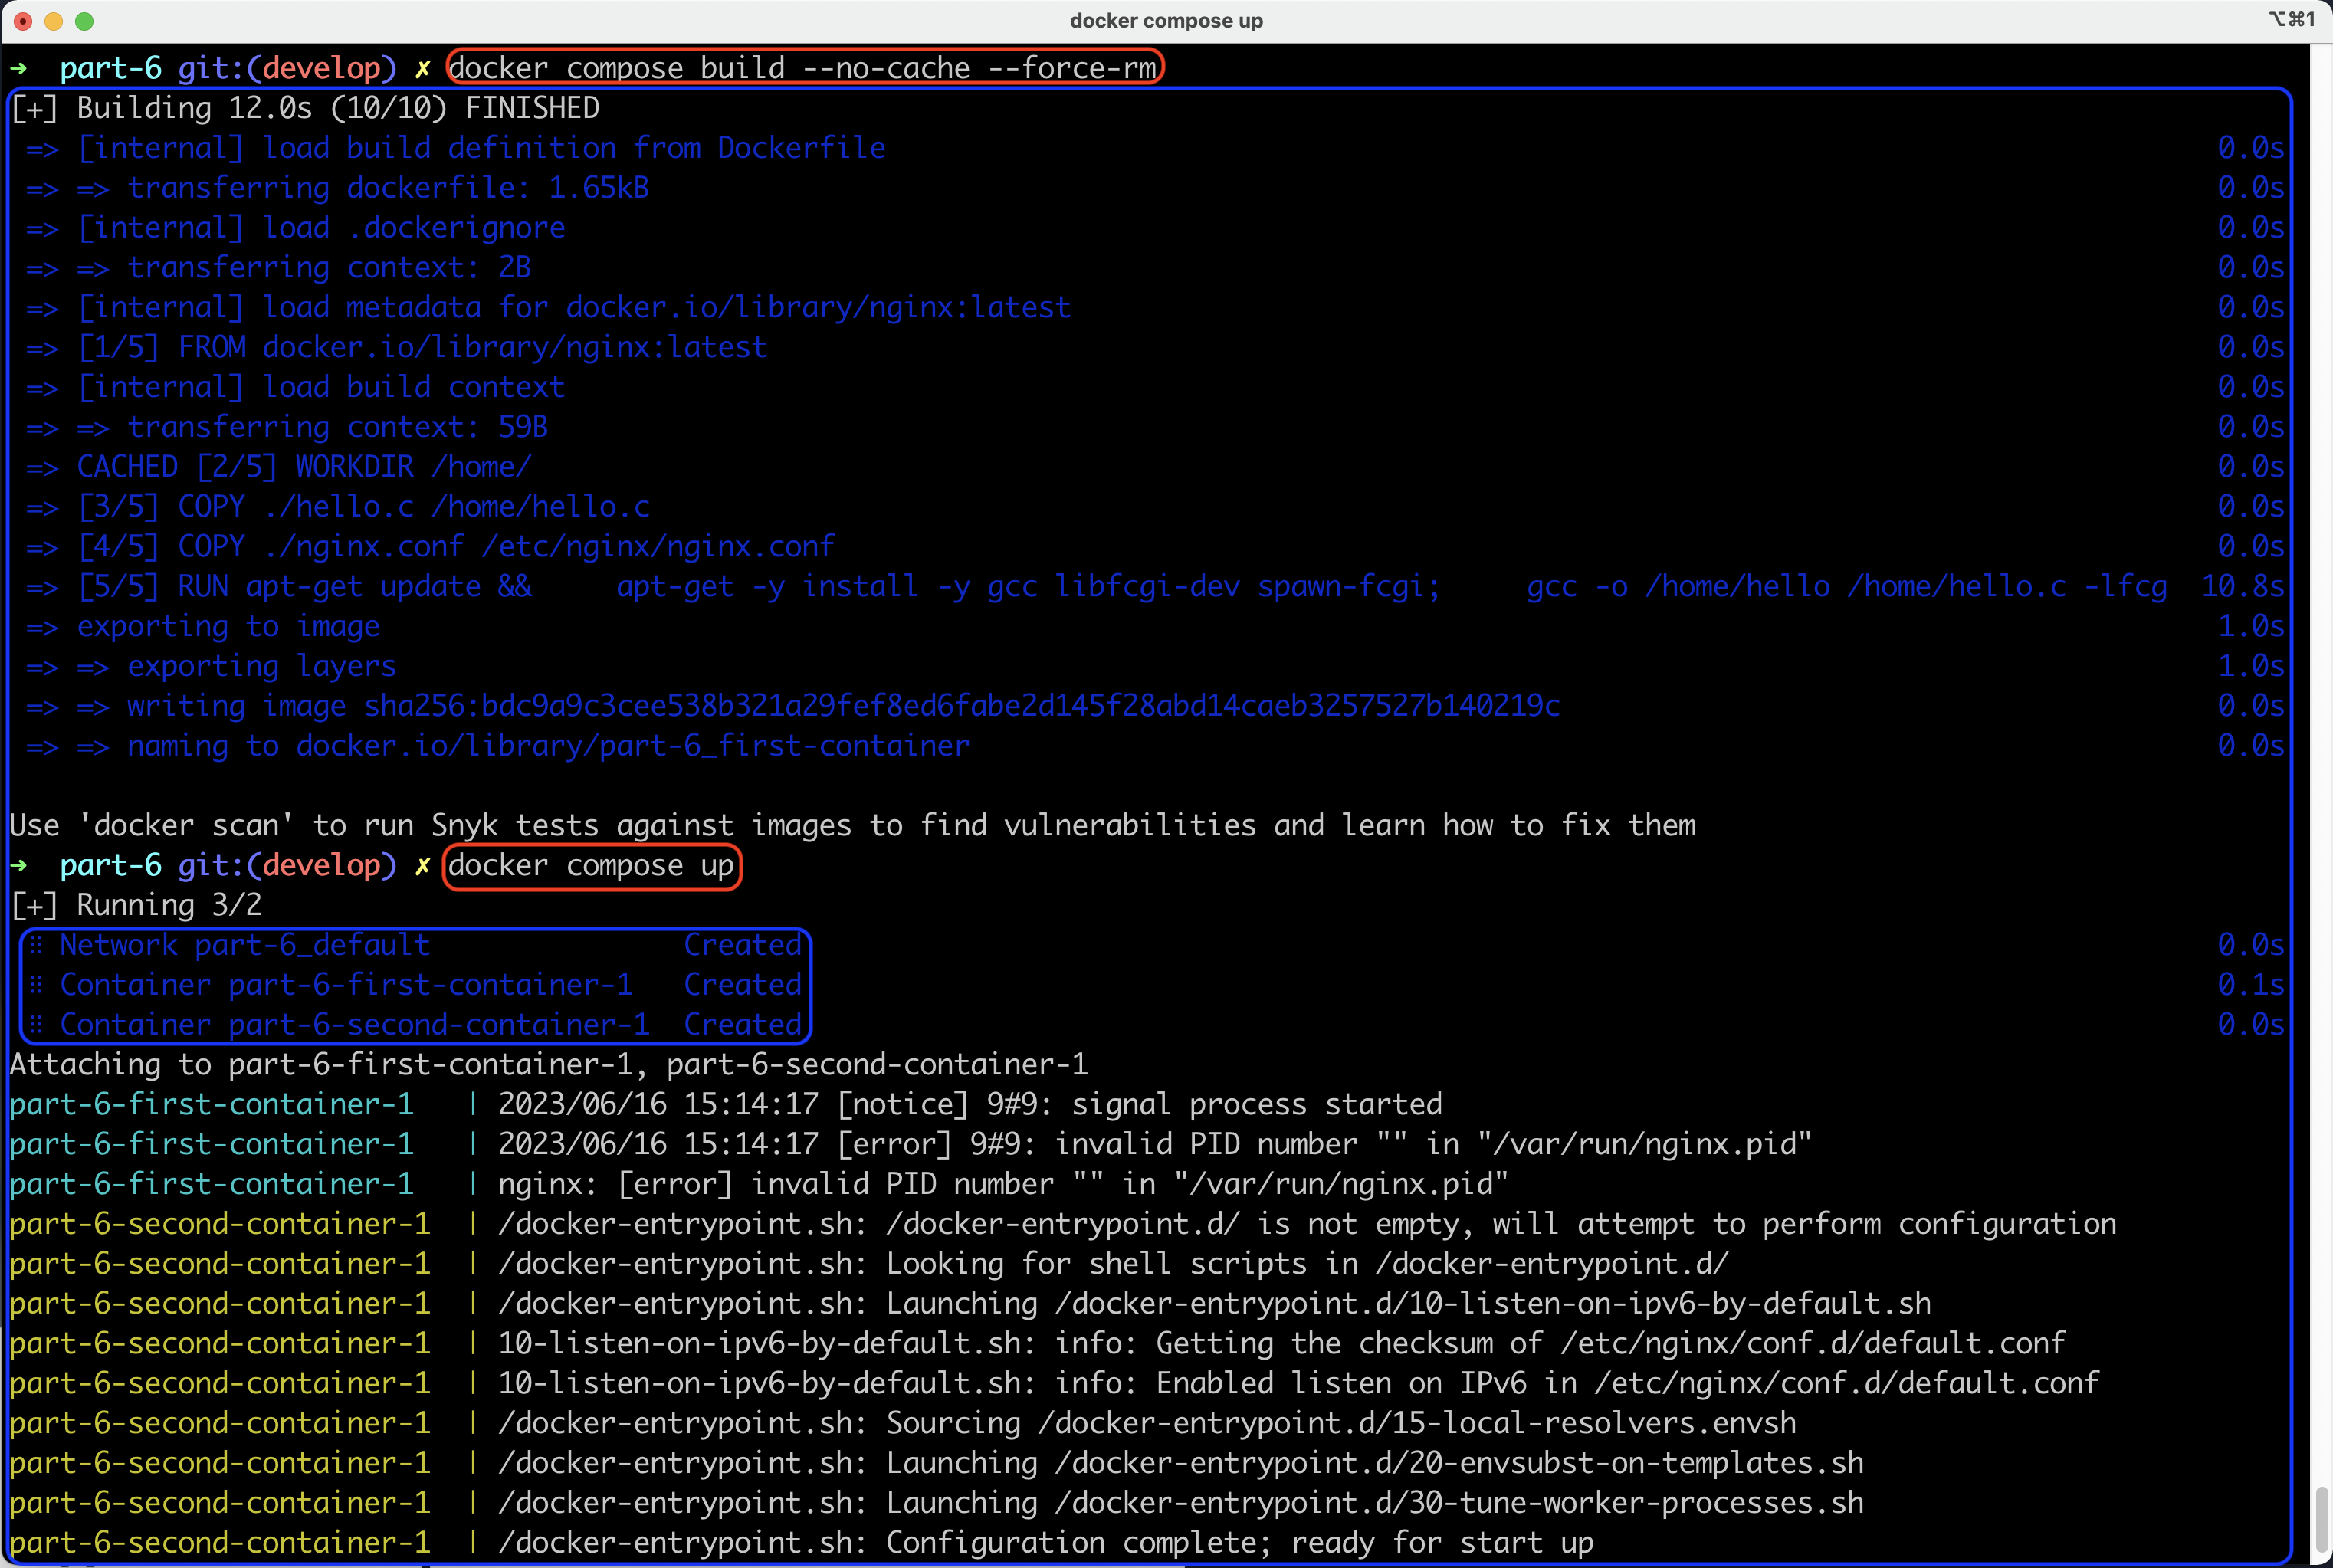 docker compose up
⌥⌘1
➜  part-6 git:(develop) ✗ docker compose build --no-cache --force-rm
[+] Building 12.0s (10/10) FINISHED
 => [internal] load build definition from Dockerfile 0.0s
 => => transferring dockerfile: 1.65kB 0.0s
 => [internal] load .dockerignore 0.0s
 => => transferring context: 2B 0.0s
 => [internal] load metadata for docker.io/library/nginx:latest 0.0s
 => [1/5] FROM docker.io/library/nginx:latest 0.0s
 => [internal] load build context 0.0s
 => => transferring context: 59B 0.0s
 => CACHED [2/5] WORKDIR /home/ 0.0s
 => [3/5] COPY ./hello.c /home/hello.c 0.0s
 => [4/5] COPY ./nginx.conf /etc/nginx/nginx.conf 0.0s
 => [5/5] RUN apt-get update &&     apt-get -y install -y gcc libfcgi-dev spawn-fcgi;     gcc -o /home/hello /home/hello.c -lfcg  10.8s
 => exporting to image 1.0s
 => => exporting layers 1.0s
 => => writing image sha256:bdc9a9c3cee538b321a29fef8ed6fabe2d145f28abd14caeb3257527b140219c 0.0s
 => => naming to docker.io/library/part-6_first-container 0.0s
Use 'docker scan' to run Snyk tests against images to find vulnerabilities and learn how to fix them
➜  part-6 git:(develop) ✗ docker compose up
[+] Running 3/2
 ⠿ Network part-6_default               Created 0.0s
 ⠿ Container part-6-first-container-1   Created 0.1s
 ⠿ Container part-6-second-container-1  Created 0.0s
Attaching to part-6-first-container-1, part-6-second-container-1
part-6-first-container-1   | 2023/06/16 15:14:17 [notice] 9#9: signal process started
part-6-first-container-1   | 2023/06/16 15:14:17 [error] 9#9: invalid PID number "" in "/var/run/nginx.pid"
part-6-first-container-1   | nginx: [error] invalid PID number "" in "/var/run/nginx.pid"
part-6-second-container-1  | /docker-entrypoint.sh: /docker-entrypoint.d/ is not empty, will attempt to perform configuration
part-6-second-container-1  | /docker-entrypoint.sh: Looking for shell scripts in /docker-entrypoint.d/
part-6-second-container-1  | /docker-entrypoint.sh: Launching /docker-entrypoint.d/10-listen-on-ipv6-by-default.sh
part-6-second-container-1  | 10-listen-on-ipv6-by-default.sh: info: Getting the checksum of /etc/nginx/conf.d/default.conf
part-6-second-container-1  | 10-listen-on-ipv6-by-default.sh: info: Enabled listen on IPv6 in /etc/nginx/conf.d/default.conf
part-6-second-container-1  | /docker-entrypoint.sh: Sourcing /docker-entrypoint.d/15-local-resolvers.envsh
part-6-second-container-1  | /docker-entrypoint.sh: Launching /docker-entrypoint.d/20-envsubst-on-templates.sh
part-6-second-container-1  | /docker-entrypoint.sh: Launching /docker-entrypoint.d/30-tune-worker-processes.sh
part-6-second-container-1  | /docker-entrypoint.sh: Configuration complete; ready for start up